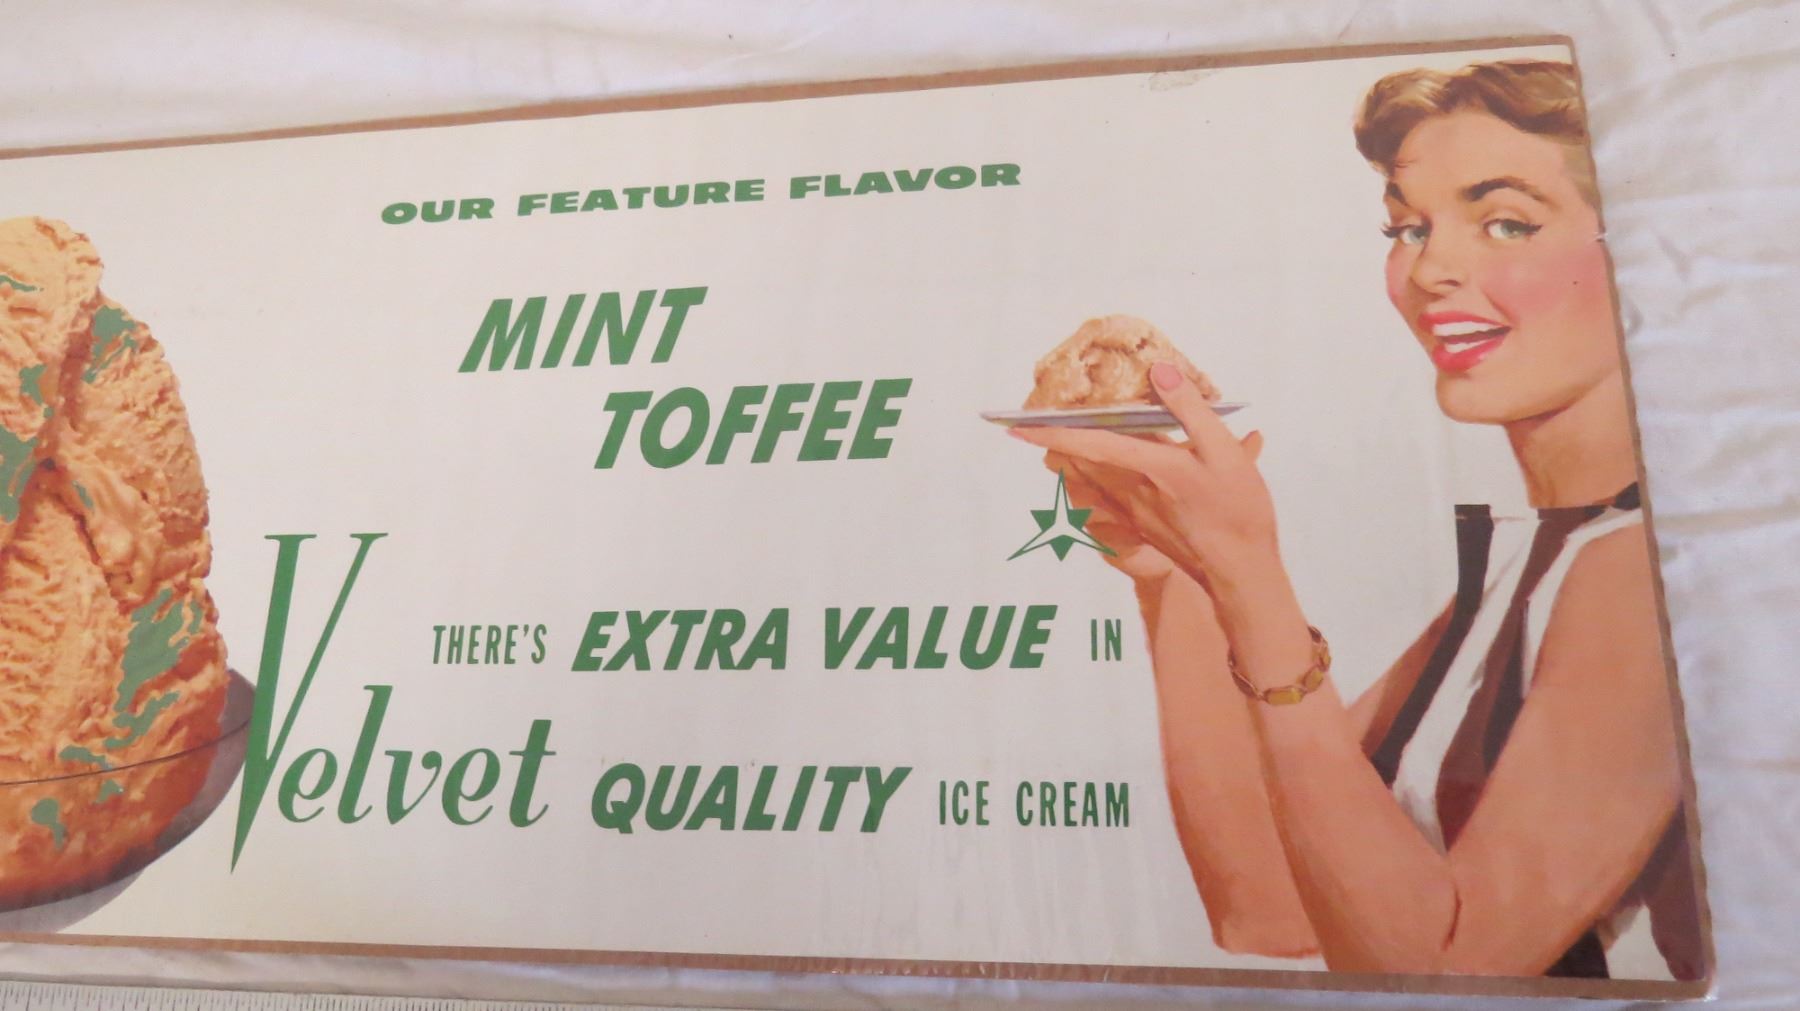 OUR FEATURE FLAVOR
MINT
TOFFEE
THERE'S EXTRA VALUE IN
Velvet QUALITY ICE CREAM